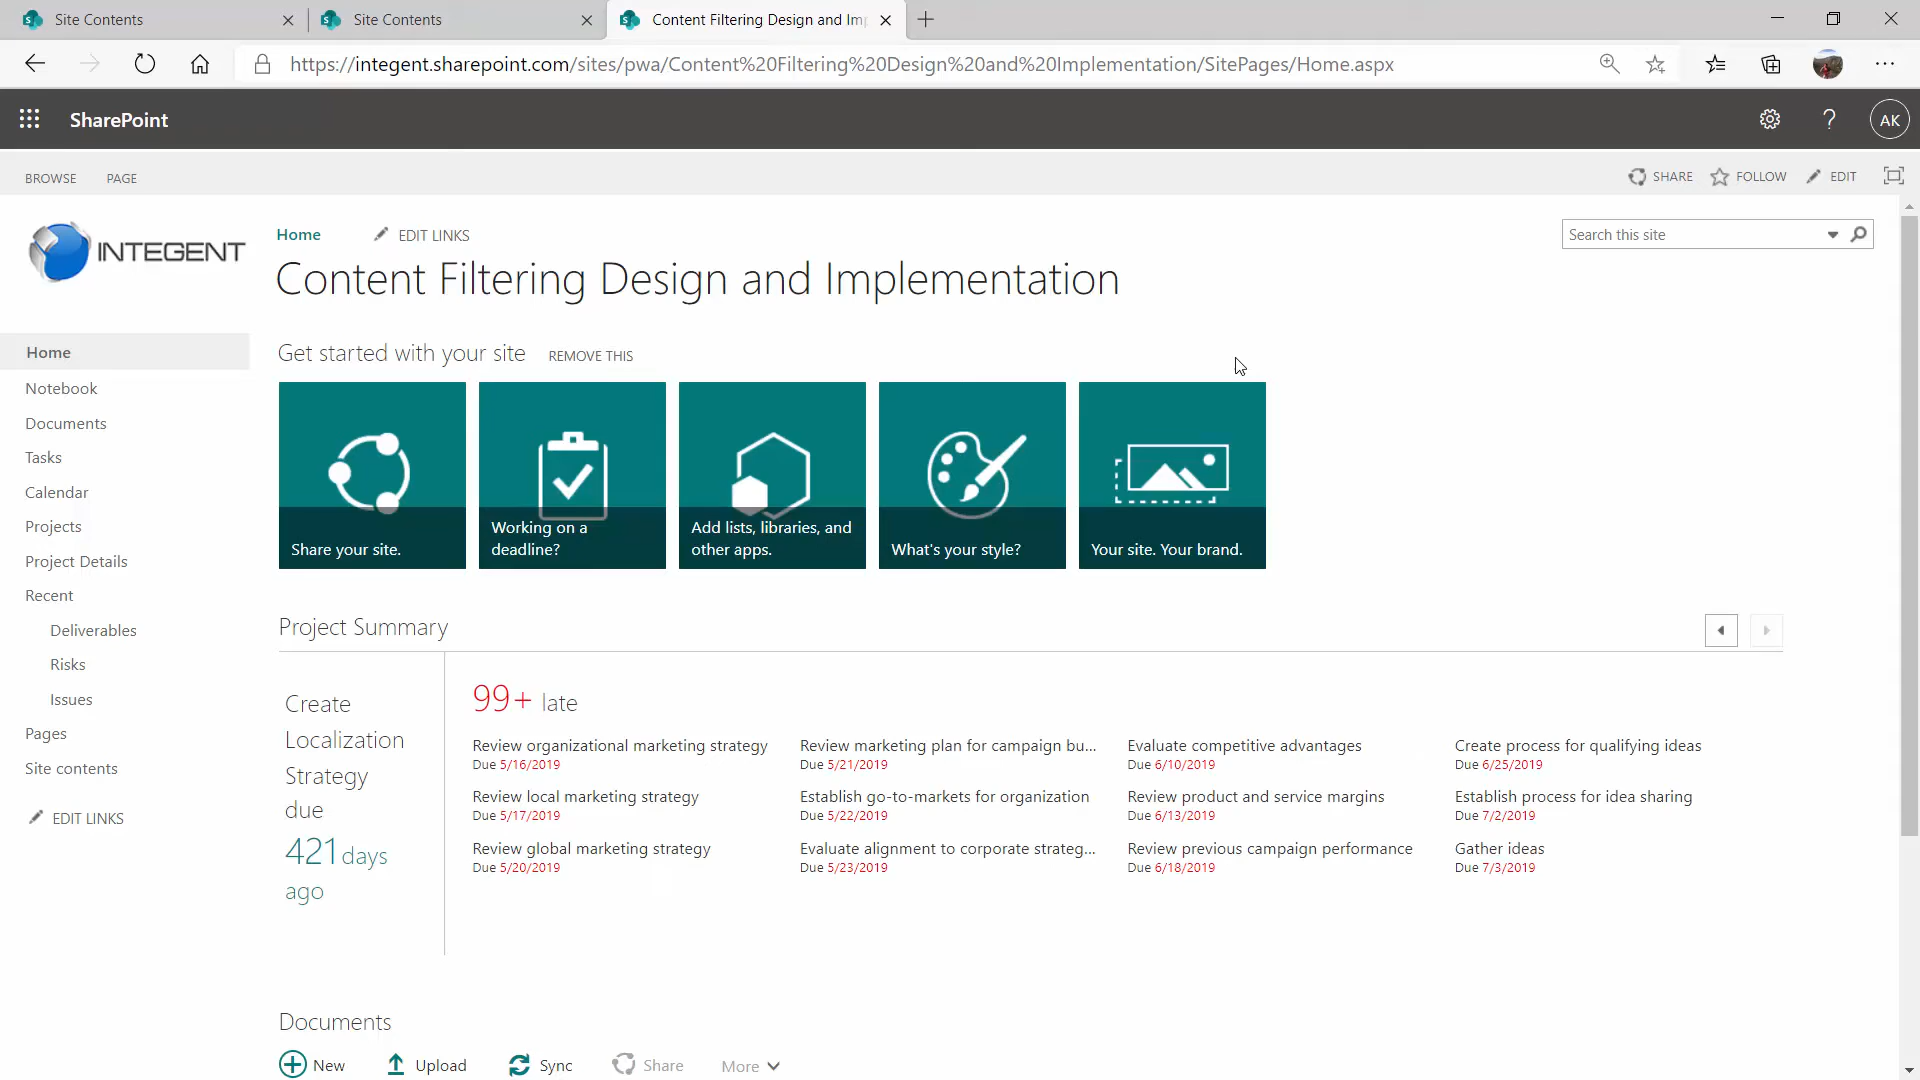 Site Contents
Site Contents
Content Filtering Design and Im
https://integent.sharepoint.com/sites/pwa/Content%20Filtering%20Design%20and%20Implementation/SitePages/Home.aspx
SharePoint
AK
BROWSE PAGE
SHARE FOLLOW EDIT
INTEGENT
Home EDIT LINKS
Search this site
Content Filtering Design and Implementation
Home
Notebook
Documents
Tasks
Calendar
Projects
Project Details
Recent
Deliverables
Risks
Issues
Pages
Site contents
EDIT LINKS
Get started with your site REMOVE THIS
Share your site.
Working on a
deadline?
Add lists, libraries, and
other apps.
What's your style?
Your site. Your brand.
Project Summary
Create
Localization
Strategy
due
421 days
ago
99+ late
Review organizational marketing strategy
Due 5/16/2019
Review local marketing strategy
Due 5/17/2019
Review global marketing strategy
Due 5/20/2019
Review marketing plan for campaign bu...
Due 5/21/2019
Establish go-to-markets for organization
Due 5/22/2019
Evaluate alignment to corporate strateg...
Due 5/23/2019
Evaluate competitive advantages
Due 6/10/2019
Review product and service margins
Due 6/13/2019
Review previous campaign performance
Due 6/18/2019
Create process for qualifying ideas
Due 6/25/2019
Establish process for idea sharing
Due 7/2/2019
Gather ideas
Due 7/3/2019
Documents
New Upload Sync Share More